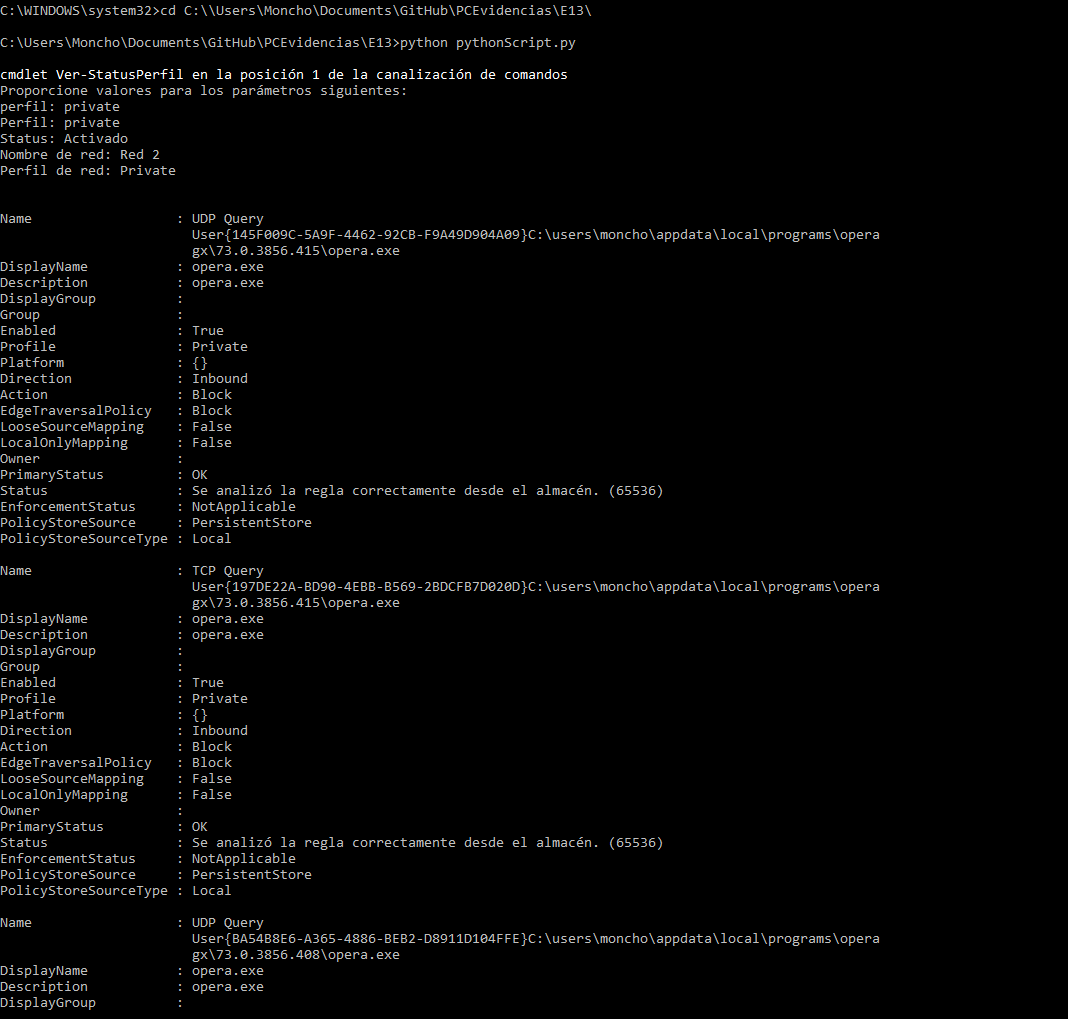 C:\WINDOWS\system32>cd C:\\Users\Moncho\Documents\GitHub\PCEvidencias\E13\
C:\Users\Moncho\Documents\GitHub\PCEvidencias\E13>python pythonScript.py
cmdlet Ver-StatusPerfil en la posición 1 de la canalización de comandos
Proporcione valores para los parámetros siguientes:
perfil: private
Perfil: private
Status: Activado
Nombre de red: Red 2
Perfil de red: Private
Name                  : UDP Query
                        User{145F009C-5A9F-4462-92CB-F9A49D904A09}C:\users\moncho\appdata\local\programs\opera
                        gx\73.0.3856.415\opera.exe
DisplayName           : opera.exe
Description           : opera.exe
DisplayGroup          :
Group                 :
Enabled               : True
Profile               : Private
Platform              : {}
Direction             : Inbound
Action                : Block
EdgeTraversalPolicy   : Block
LooseSourceMapping    : False
LocalOnlyMapping      : False
Owner                 :
PrimaryStatus         : OK
Status                : Se analizó la regla correctamente desde el almacén. (65536)
EnforcementStatus     : NotApplicable
PolicyStoreSource     : PersistentStore
PolicyStoreSourceType : Local
Name                  : TCP Query
                        User{197DE22A-BD90-4EBB-B569-2BDCFB7D020D}C:\users\moncho\appdata\local\programs\opera
                        gx\73.0.3856.415\opera.exe
DisplayName           : opera.exe
Description           : opera.exe
DisplayGroup          :
Group                 :
Enabled               : True
Profile               : Private
Platform              : {}
Direction             : Inbound
Action                : Block
EdgeTraversalPolicy   : Block
LooseSourceMapping    : False
LocalOnlyMapping      : False
Owner                 :
PrimaryStatus         : OK
Status                : Se analizó la regla correctamente desde el almacén. (65536)
EnforcementStatus     : NotApplicable
PolicyStoreSource     : PersistentStore
PolicyStoreSourceType : Local
Name                  : UDP Query
                        User{BA54B8E6-A365-4886-BEB2-D8911D104FFE}C:\users\moncho\appdata\local\programs\opera
                        gx\73.0.3856.408\opera.exe
DisplayName           : opera.exe
Description           : opera.exe
DisplayGroup          :